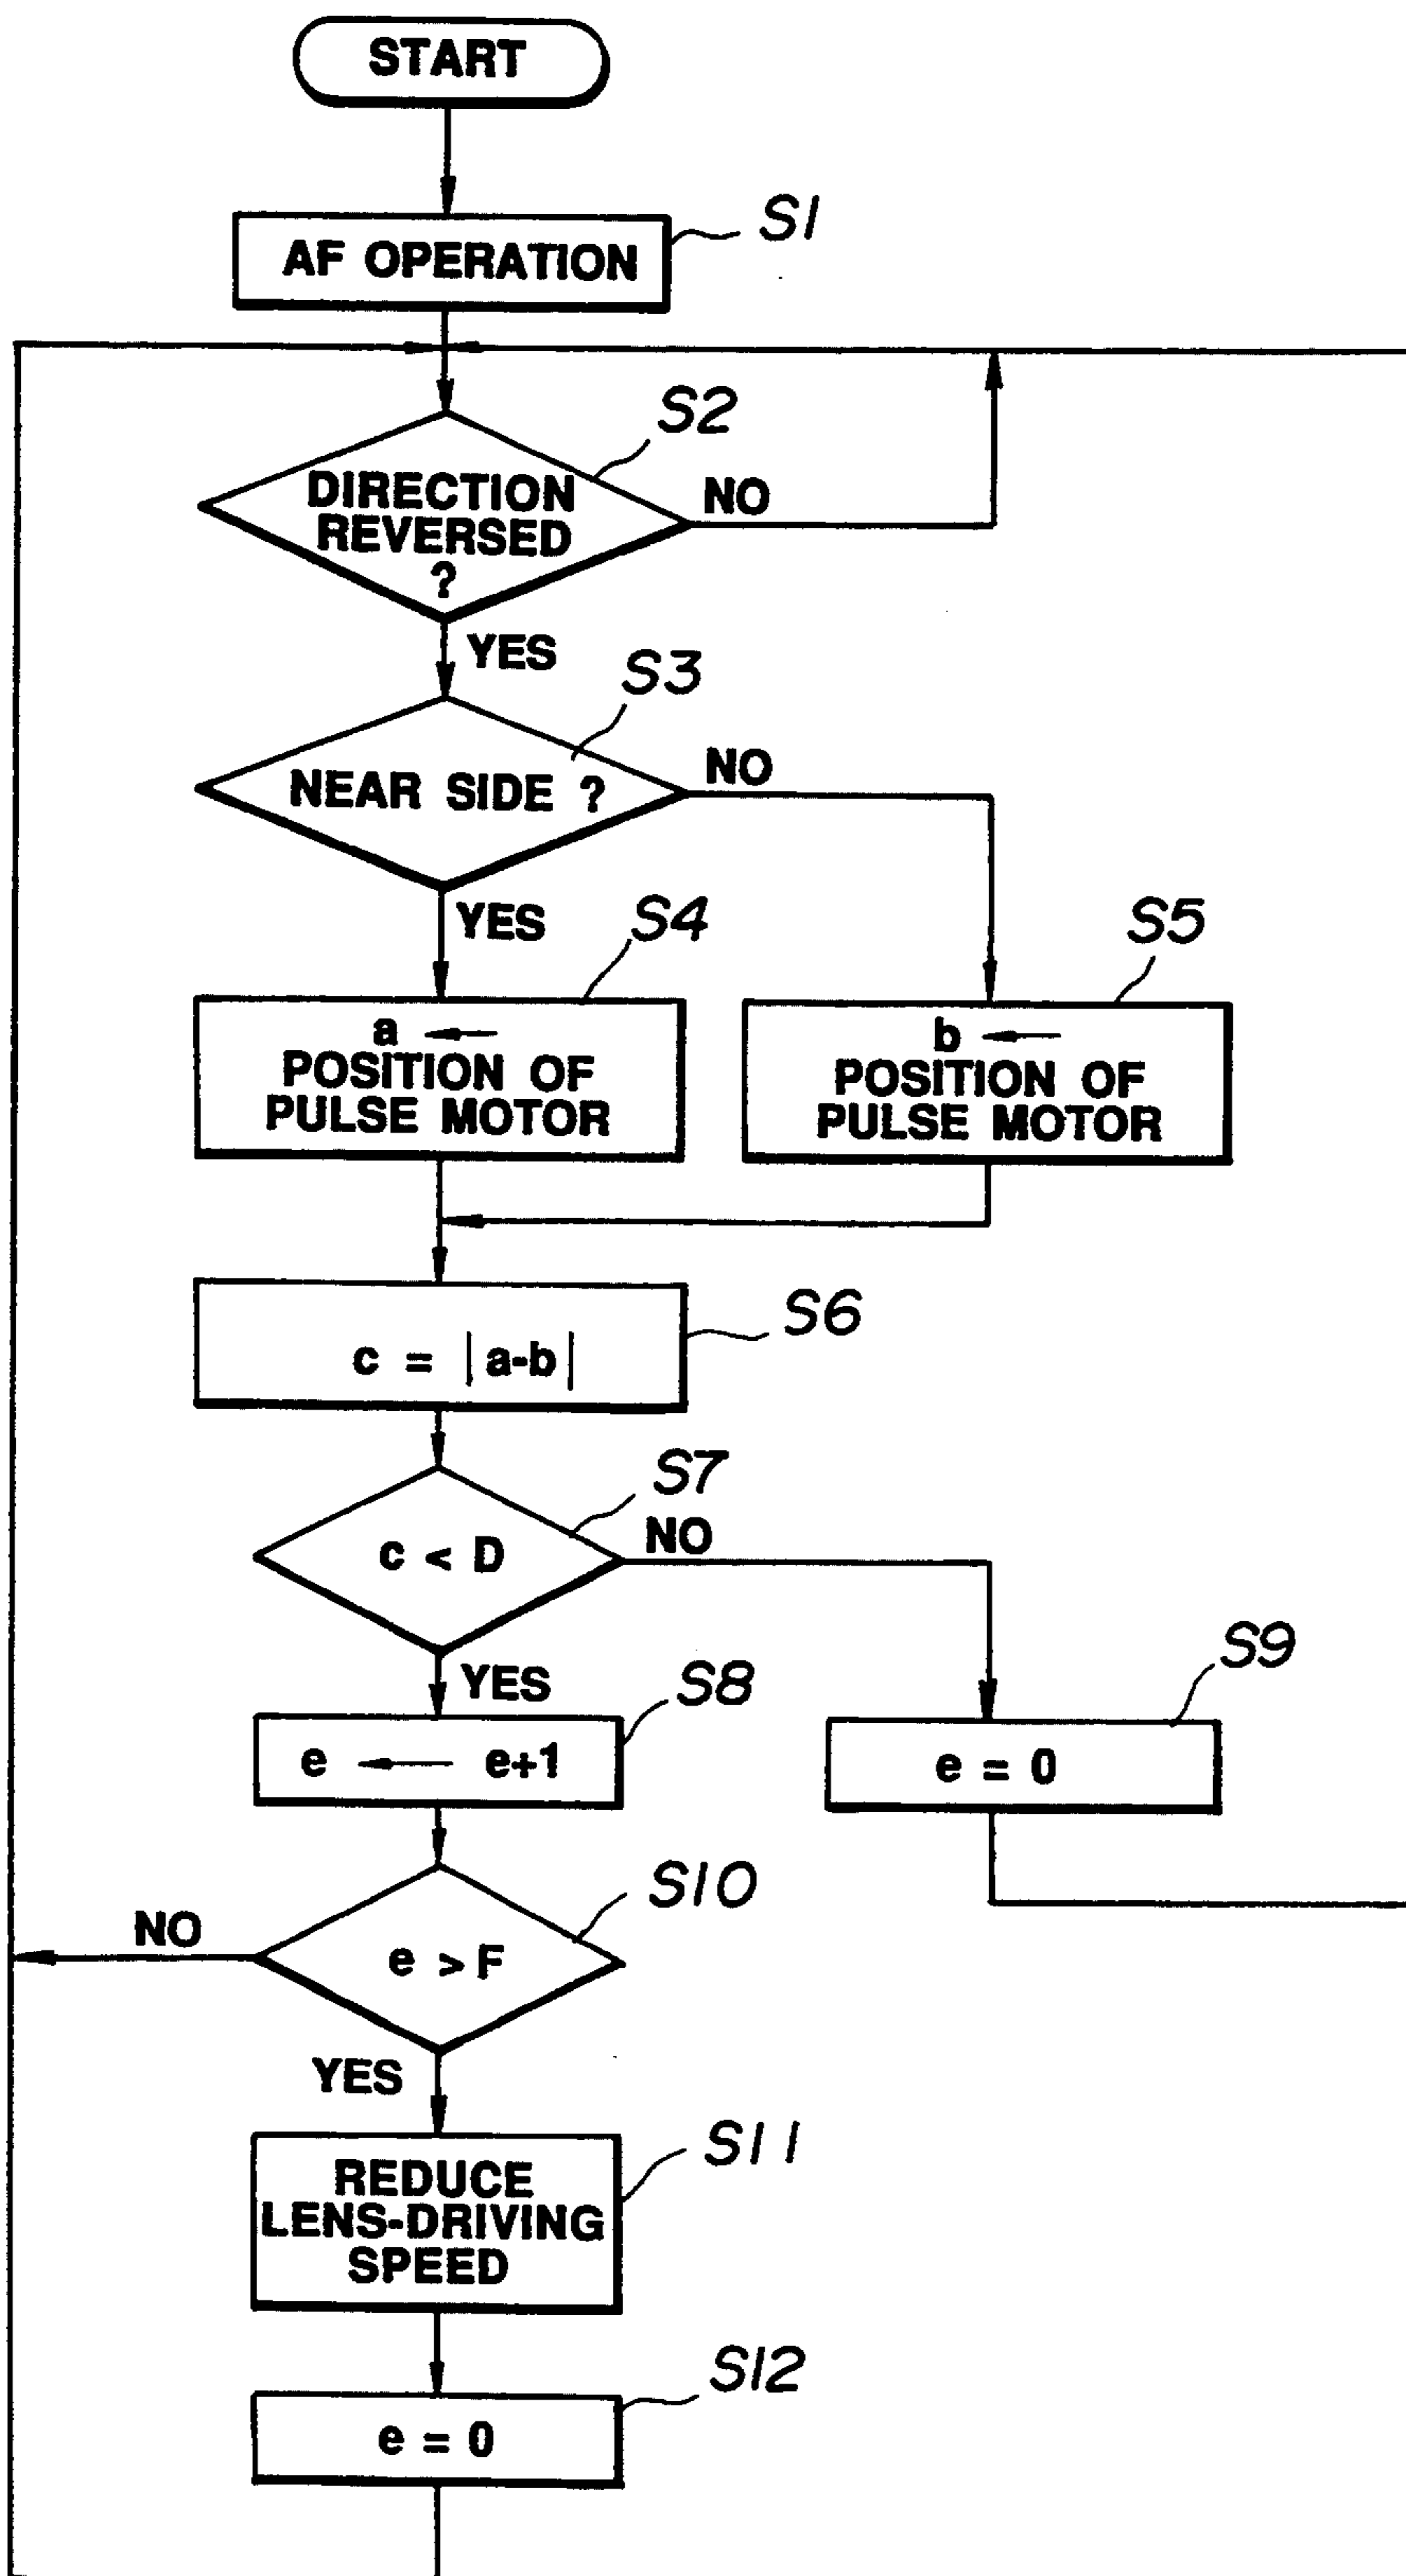 START
S1
AF OPERATION
S2
DIRECTION
REVERSED
?
NO
YES
S3
NEAR SIDE ?
NO
YES
S4
S5
a ←
POSITION OF
PULSE MOTOR
b ←
POSITION OF
PULSE MOTOR
S6
c = |a-b|
S7
c < D
NO
YES
S8
S9
e ← e+1
e = 0
S10
e > F
NO
YES
S11
REDUCE
LENS-DRIVING
SPEED
S12
e = 0